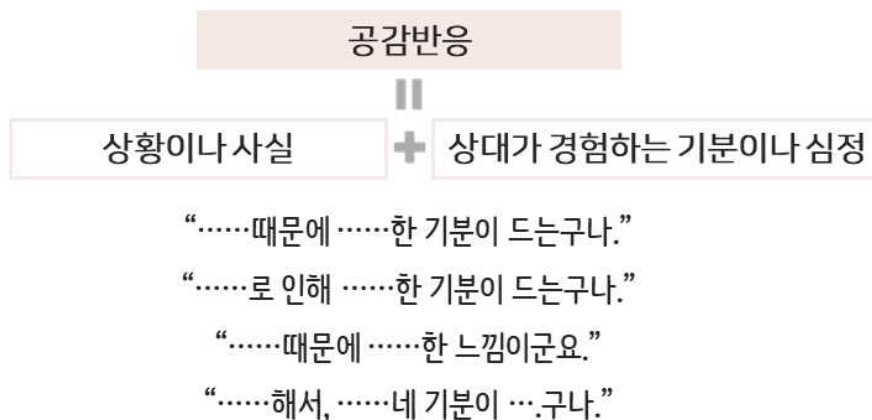 공감반응
=
상황이나 사실 + 상대가 경험하는 기분이나 심정
“……때문에 ……한 기분이 드는구나.”
“……로 인해 ……한 기분이 드는구나.”
“……때문에 ……한 느낌이군요.”
“……해서, ……네 기분이 ….구나.”